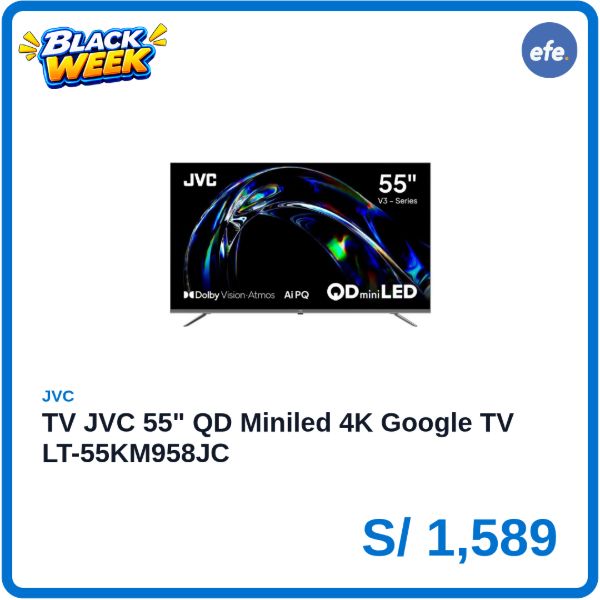 BLACK
WEEK
efe.
JVC
55"
V3 – Series
Dolby Vision·Atmos
Ai PQ
QD mini LED
JVC
TV JVC 55" QD Miniled 4K Google TV
LT-55KM958JC
S/ 1,589